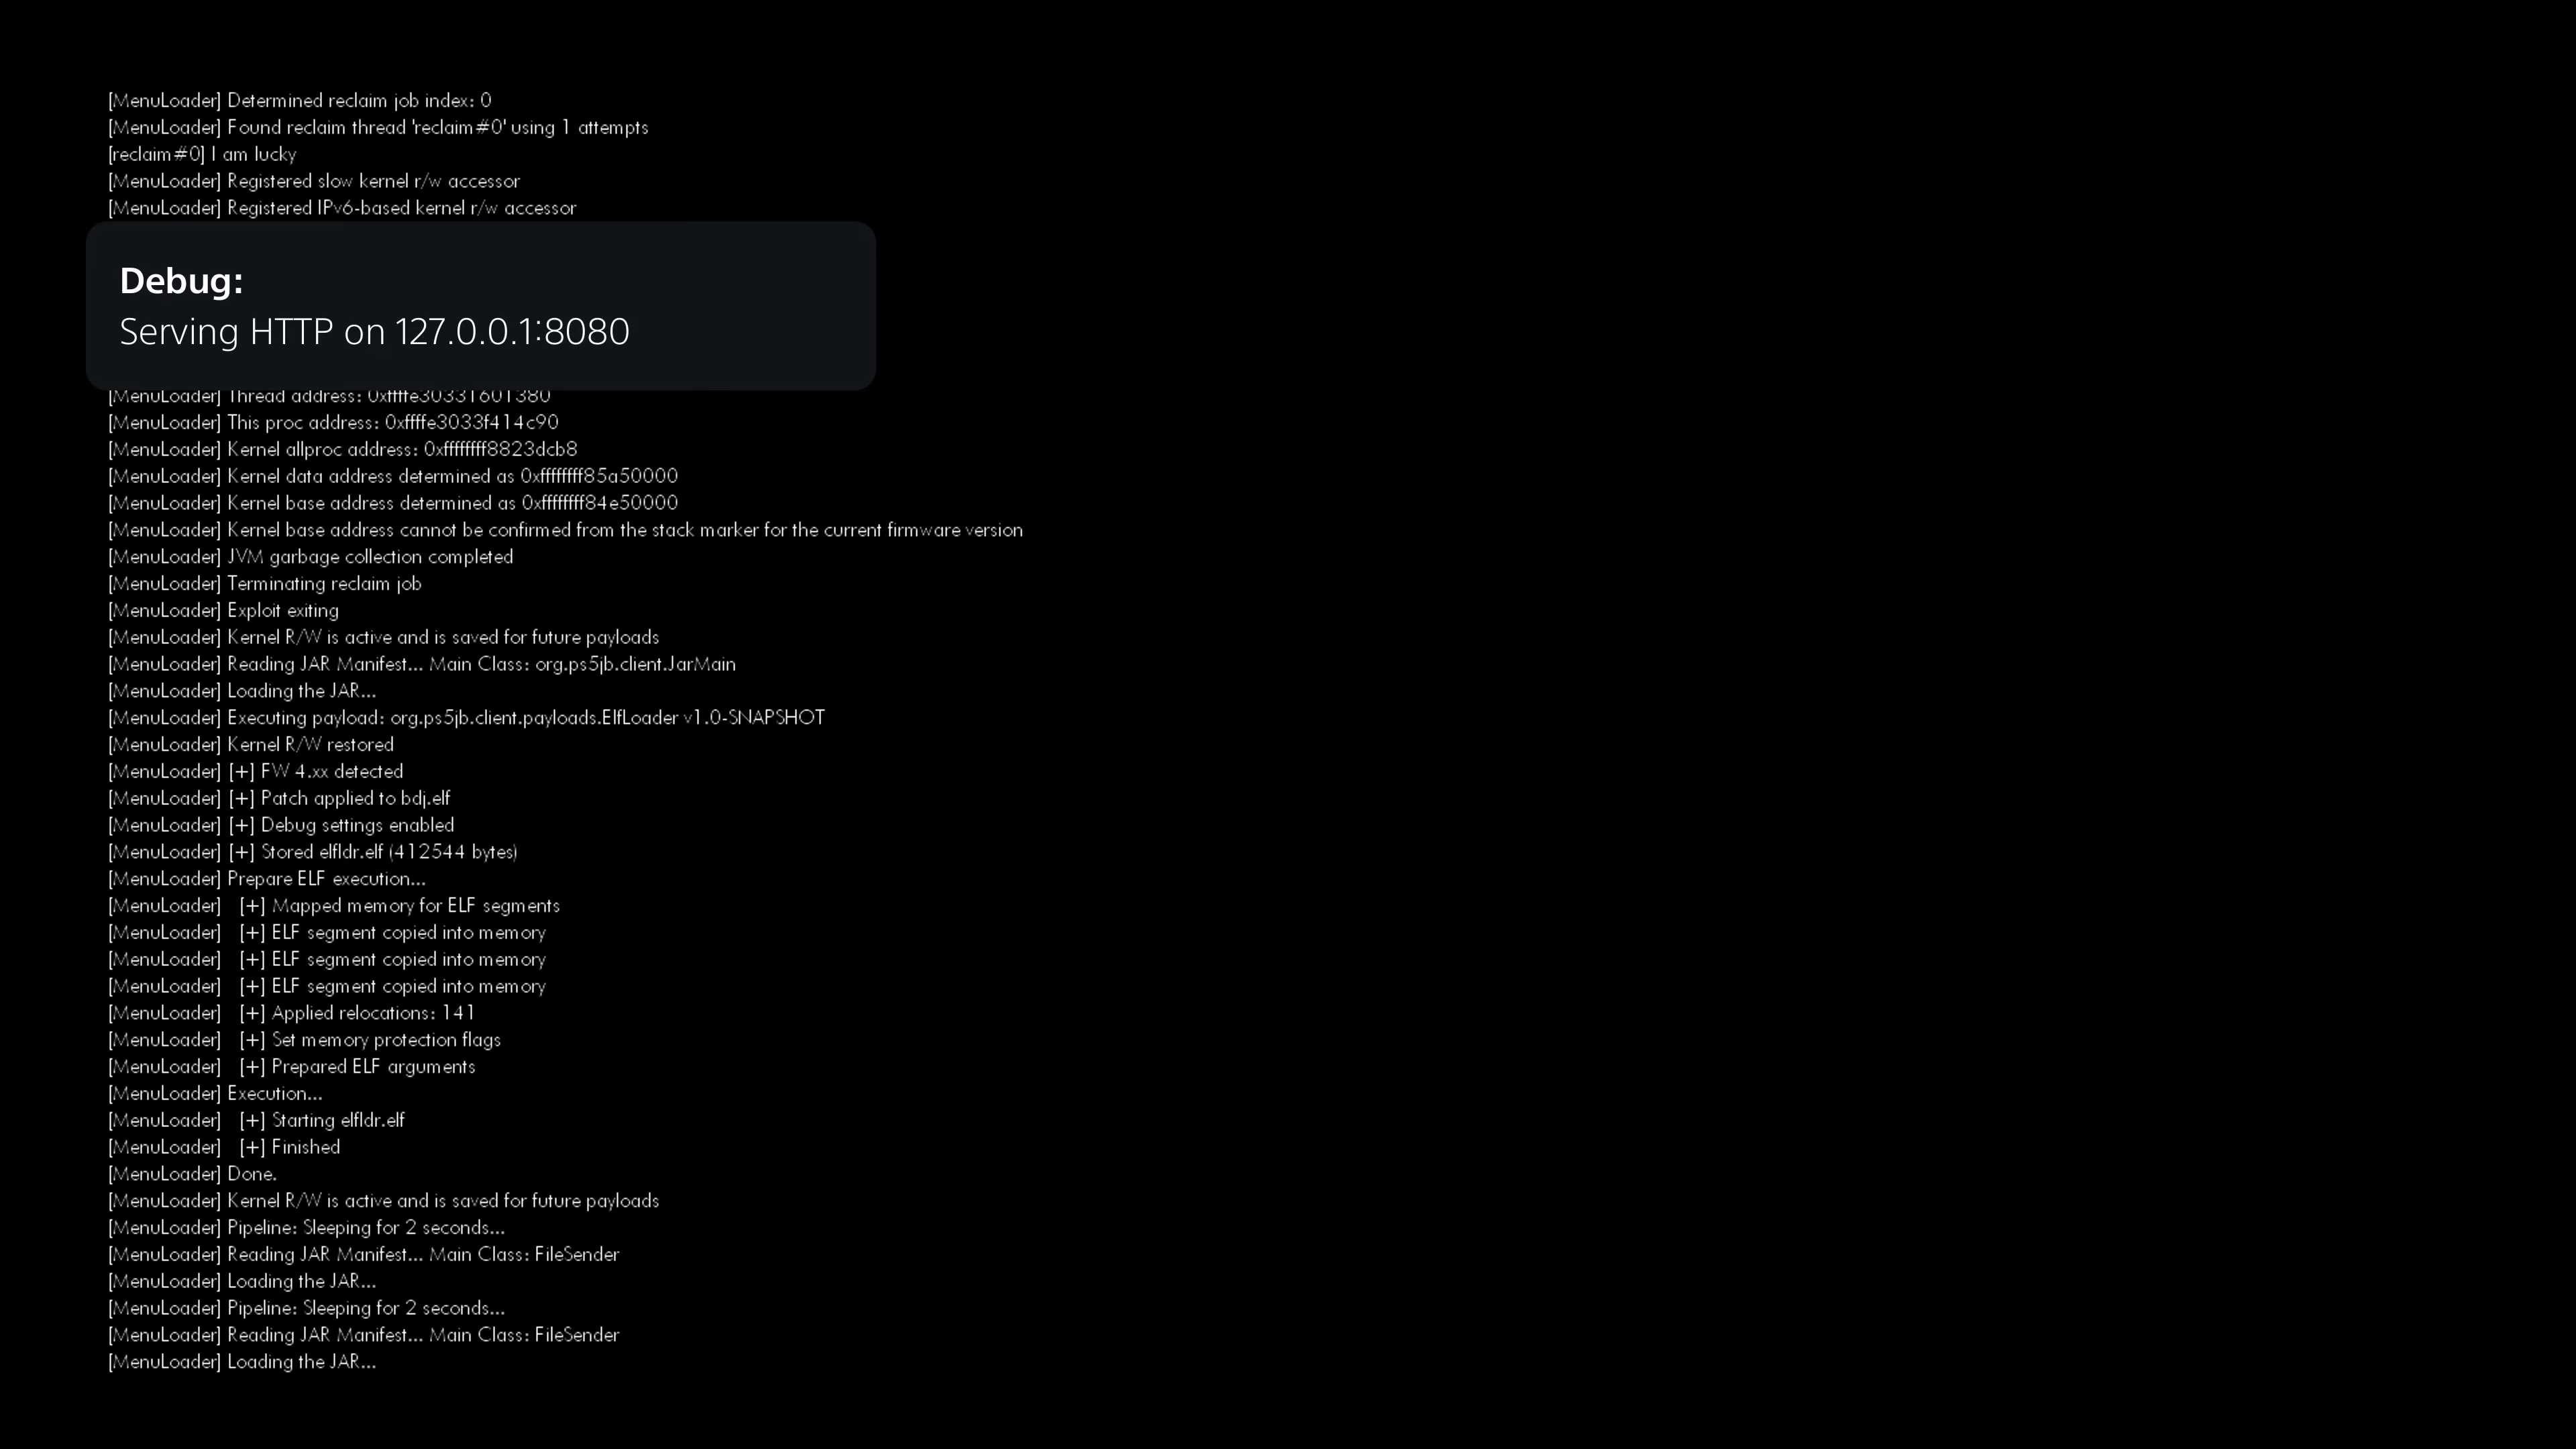 [MenuLoader] Determined reclaim job index: 0
[MenuLoader] Found reclaim thread 'reclaim#0' using 1 attempts
[reclaim#0] I am lucky
[MenuLoader] Registered slow kernel r/w accessor
[MenuLoader] Registered IPv6-based kernel r/w accessor
Debug:
Serving HTTP on 127.0.0.1:8080
[MenuLoader] Thread address: 0xffffe30331601380
[MenuLoader] This proc address: 0xffffe3033f414c90
[MenuLoader] Kernel allproc address: 0xffffffff8823dcb8
[MenuLoader] Kernel data address determined as 0xffffffff85a50000
[MenuLoader] Kernel base address determined as 0xffffffff84e50000
[MenuLoader] Kernel base address cannot be confirmed from the stack marker for the current firmware version
[MenuLoader] JVM garbage collection completed
[MenuLoader] Terminating reclaim job
[MenuLoader] Exploit exiting
[MenuLoader] Kernel R/W is active and is saved for future payloads
[MenuLoader] Reading JAR Manifest... Main Class: org.ps5jb.client.JarMain
[MenuLoader] Loading the JAR...
[MenuLoader] Executing payload: org.ps5jb.client.payloads.ElfLoader v1.0-SNAPSHOT
[MenuLoader] Kernel R/W restored
[MenuLoader] [+] FW 4.xx detected
[MenuLoader] [+] Patch applied to bdj.elf
[MenuLoader] [+] Debug settings enabled
[MenuLoader] [+] Stored elfldr.elf (412544 bytes)
[MenuLoader] Prepare ELF execution...
[MenuLoader]   [+] Mapped memory for ELF segments
[MenuLoader]   [+] ELF segment copied into memory
[MenuLoader]   [+] ELF segment copied into memory
[MenuLoader]   [+] ELF segment copied into memory
[MenuLoader]   [+] Applied relocations: 141
[MenuLoader]   [+] Set memory protection flags
[MenuLoader]   [+] Prepared ELF arguments
[MenuLoader] Execution...
[MenuLoader]   [+] Starting elfldr.elf
[MenuLoader]   [+] Finished
[MenuLoader] Done.
[MenuLoader] Kernel R/W is active and is saved for future payloads
[MenuLoader] Pipeline: Sleeping for 2 seconds...
[MenuLoader] Reading JAR Manifest... Main Class: FileSender
[MenuLoader] Loading the JAR...
[MenuLoader] Pipeline: Sleeping for 2 seconds...
[MenuLoader] Reading JAR Manifest... Main Class: FileSender
[MenuLoader] Loading the JAR...